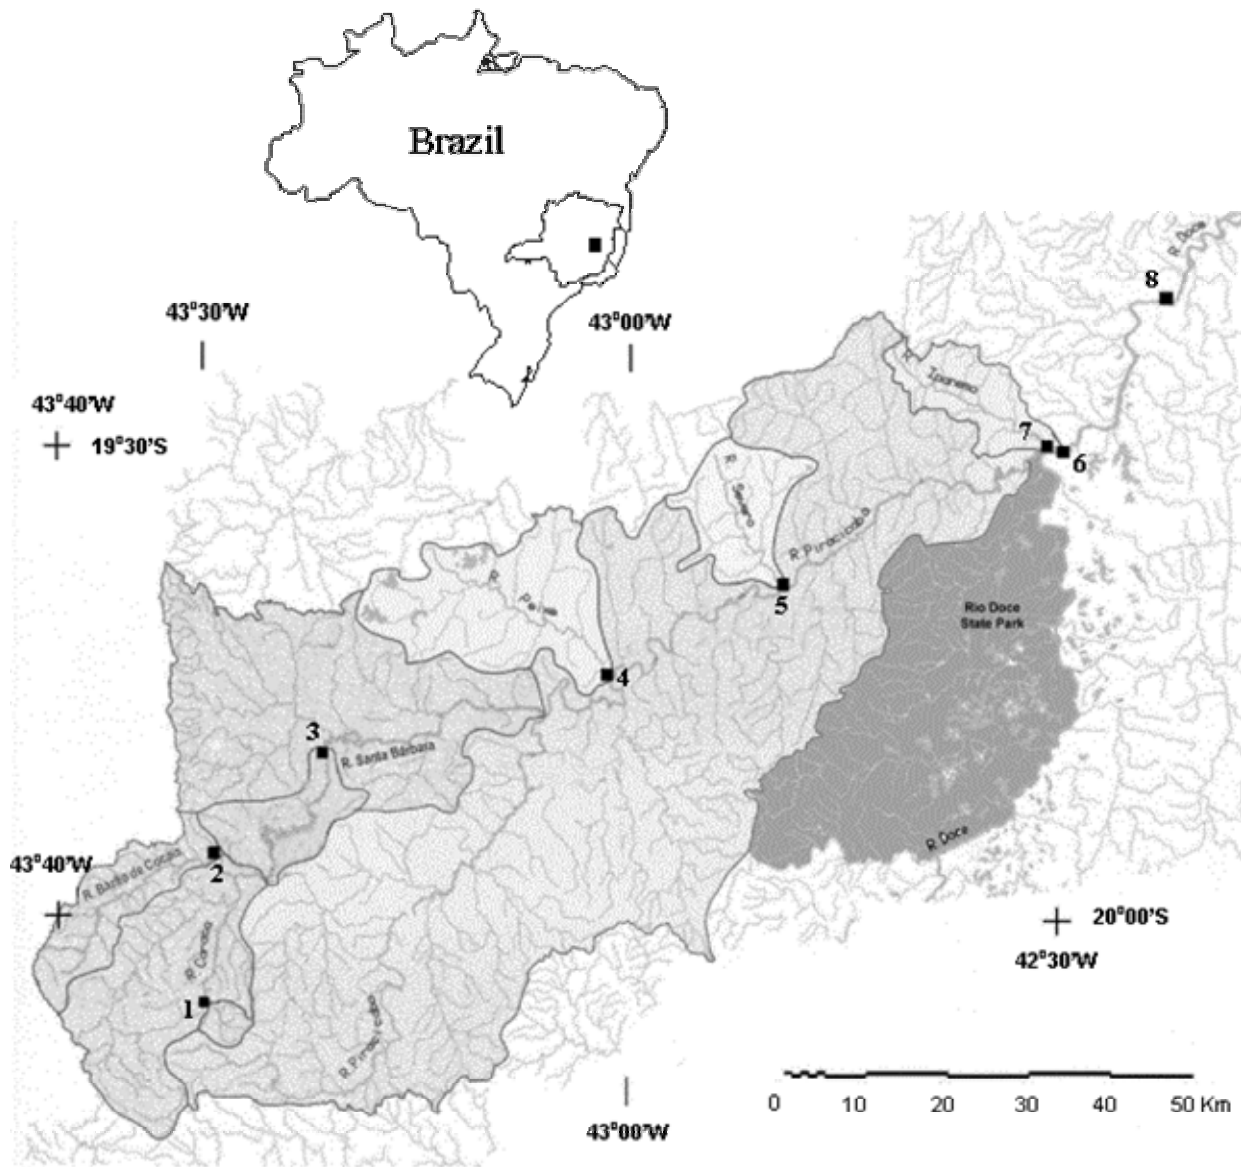 Brazil
R. Doce
8
43°30'W
43°00'W
43°40'W
19°30'S
R. Ipanema
7
6
R. Severo
R. Piracicaba
5
Rio Doce
State Park
R. Peixe
4
3
R. Santa Bárbara
R. Doce
43°40'W
2
R. Barão de Cocais
20°00'S
42°30'W
R. Caraba
1
R. Piracicaba
0 10 20 30 40 50 Km
43°00'W